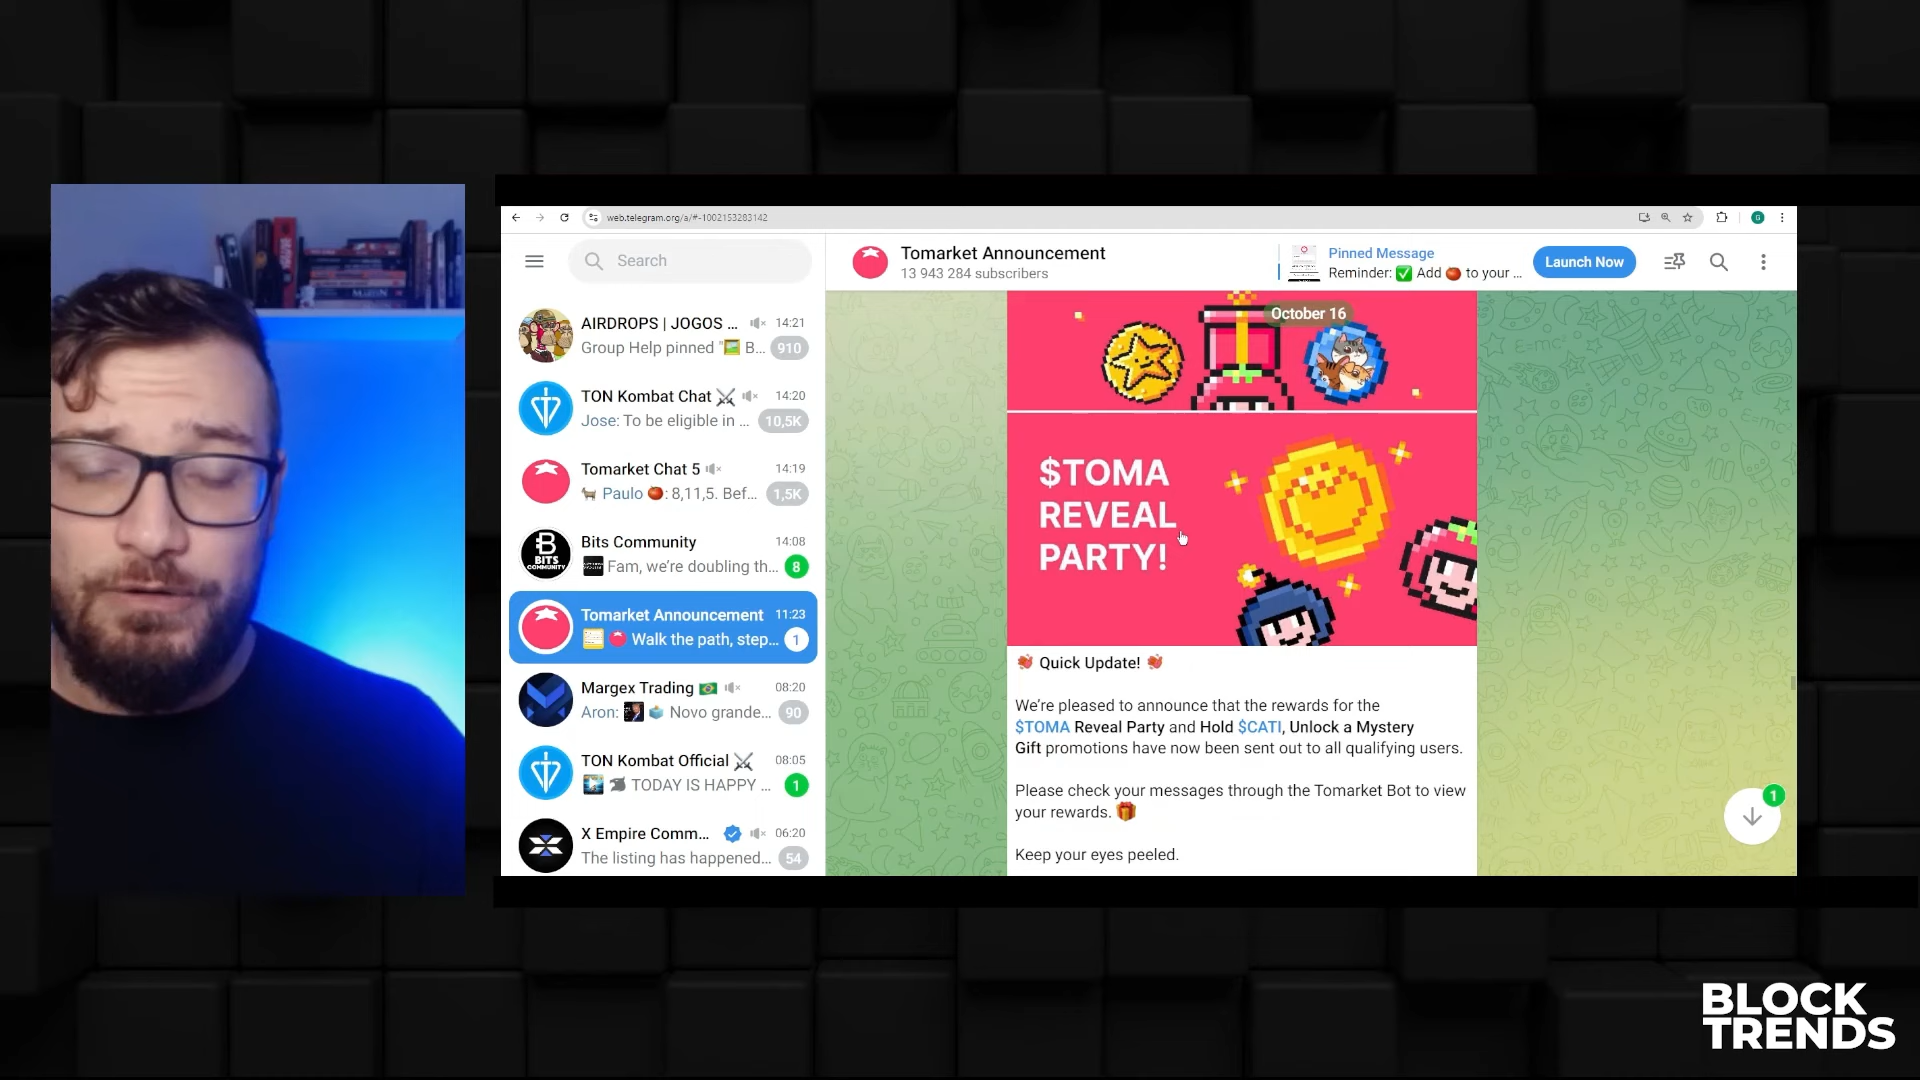 web.telegram.org/a/#-1002153283142
Search
AIRDROPS | JOGOS ...
14:21
Group Help pinned "🖼 B...
910
TON Kombat Chat ⚔
14:20
Jose: To be eligible in ...
10,5K
Tomarket Chat 5
14:19
Paulo 🍅: 8,11,5. Bef...
1,5K
BITS
COMMUNITY
Bits Community
14:08
Fam, we're doubling th...
8
Tomarket Announcement
11:23
Walk the path, step...
1
Margex Trading 🇧🇷
08:20
Aron: Novo grande...
90
TON Kombat Official ⚔
08:05
TODAY IS HAPPY ...
1
X Empire Comm...
06:20
The listing has happened...
54
Tomarket Announcement
13 943 284 subscribers
Pinned Message
Reminder: ✅ Add 🍅 to your ...
Launch Now
October 16
$TOMA
REVEAL
PARTY!
💘 Quick Update! 💘
We're pleased to announce that the rewards for the
$TOMA Reveal Party and Hold $CATI, Unlock a Mystery
Gift promotions have now been sent out to all qualifying users.
Please check your messages through the Tomarket Bot to view
your rewards. 🎁
Keep your eyes peeled.
1
BLOCK
TRENDS